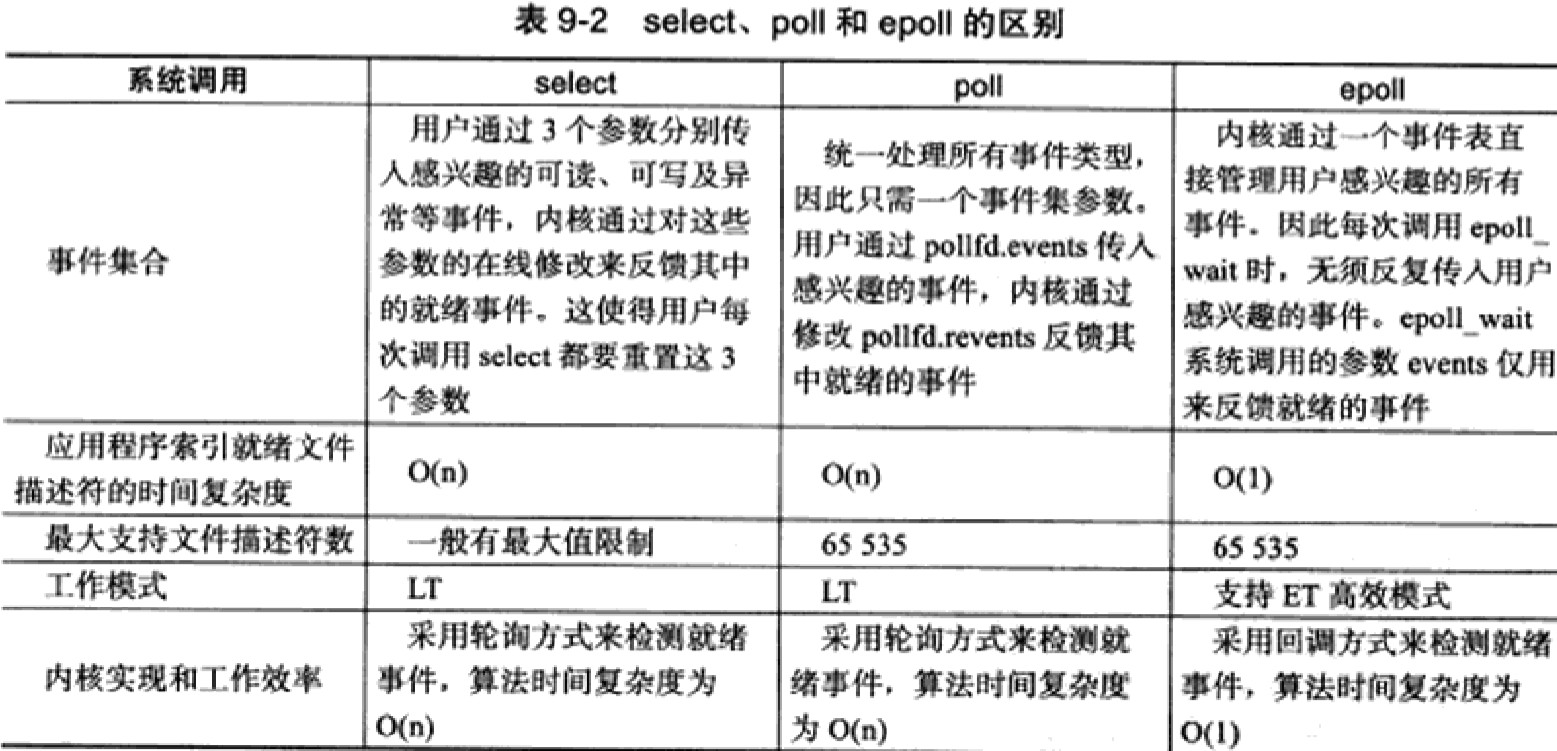 表 9-2 select、poll 和 epoll 的区别
系统调用
select
poll
epoll
事件集合
用户通过 3 个参数分别传
入感兴趣的可读、可写及异
常等事件，内核通过对这些
参数的在线修改来反馈其中
的就绪事件。这使得用户每
次调用 select 都要重置这 3
个参数
统一处理所有事件类型，
因此只需一个事件集参数。
用户通过 pollfd.events 传入
感兴趣的事件，内核通过
修改 pollfd.revents 反馈其
中就绪的事件
内核通过一个事件表直
接管理用户感兴趣的所有
事件。因此每次调用 epoll_
wait 时，无须反复传入用户
感兴趣的事件。epoll_wait
系统调用的参数 events 仅用
来反馈就绪的事件
应用程序索引就绪文件
描述符的时间复杂度
O(n)
O(n)
O(1)
最大支持文件描述符数
一般有最大值限制
65 535
65 535
工作模式
LT
LT
支持 ET 高效模式
内核实现和工作效率
采用轮询方式来检测就绪
事件，算法时间复杂度为
O(n)
采用轮询方式来检测就
绪事件，算法时间复杂度
为 O(n)
采用回调方式来检测就绪
事件，算法时间复杂度为
O(1)